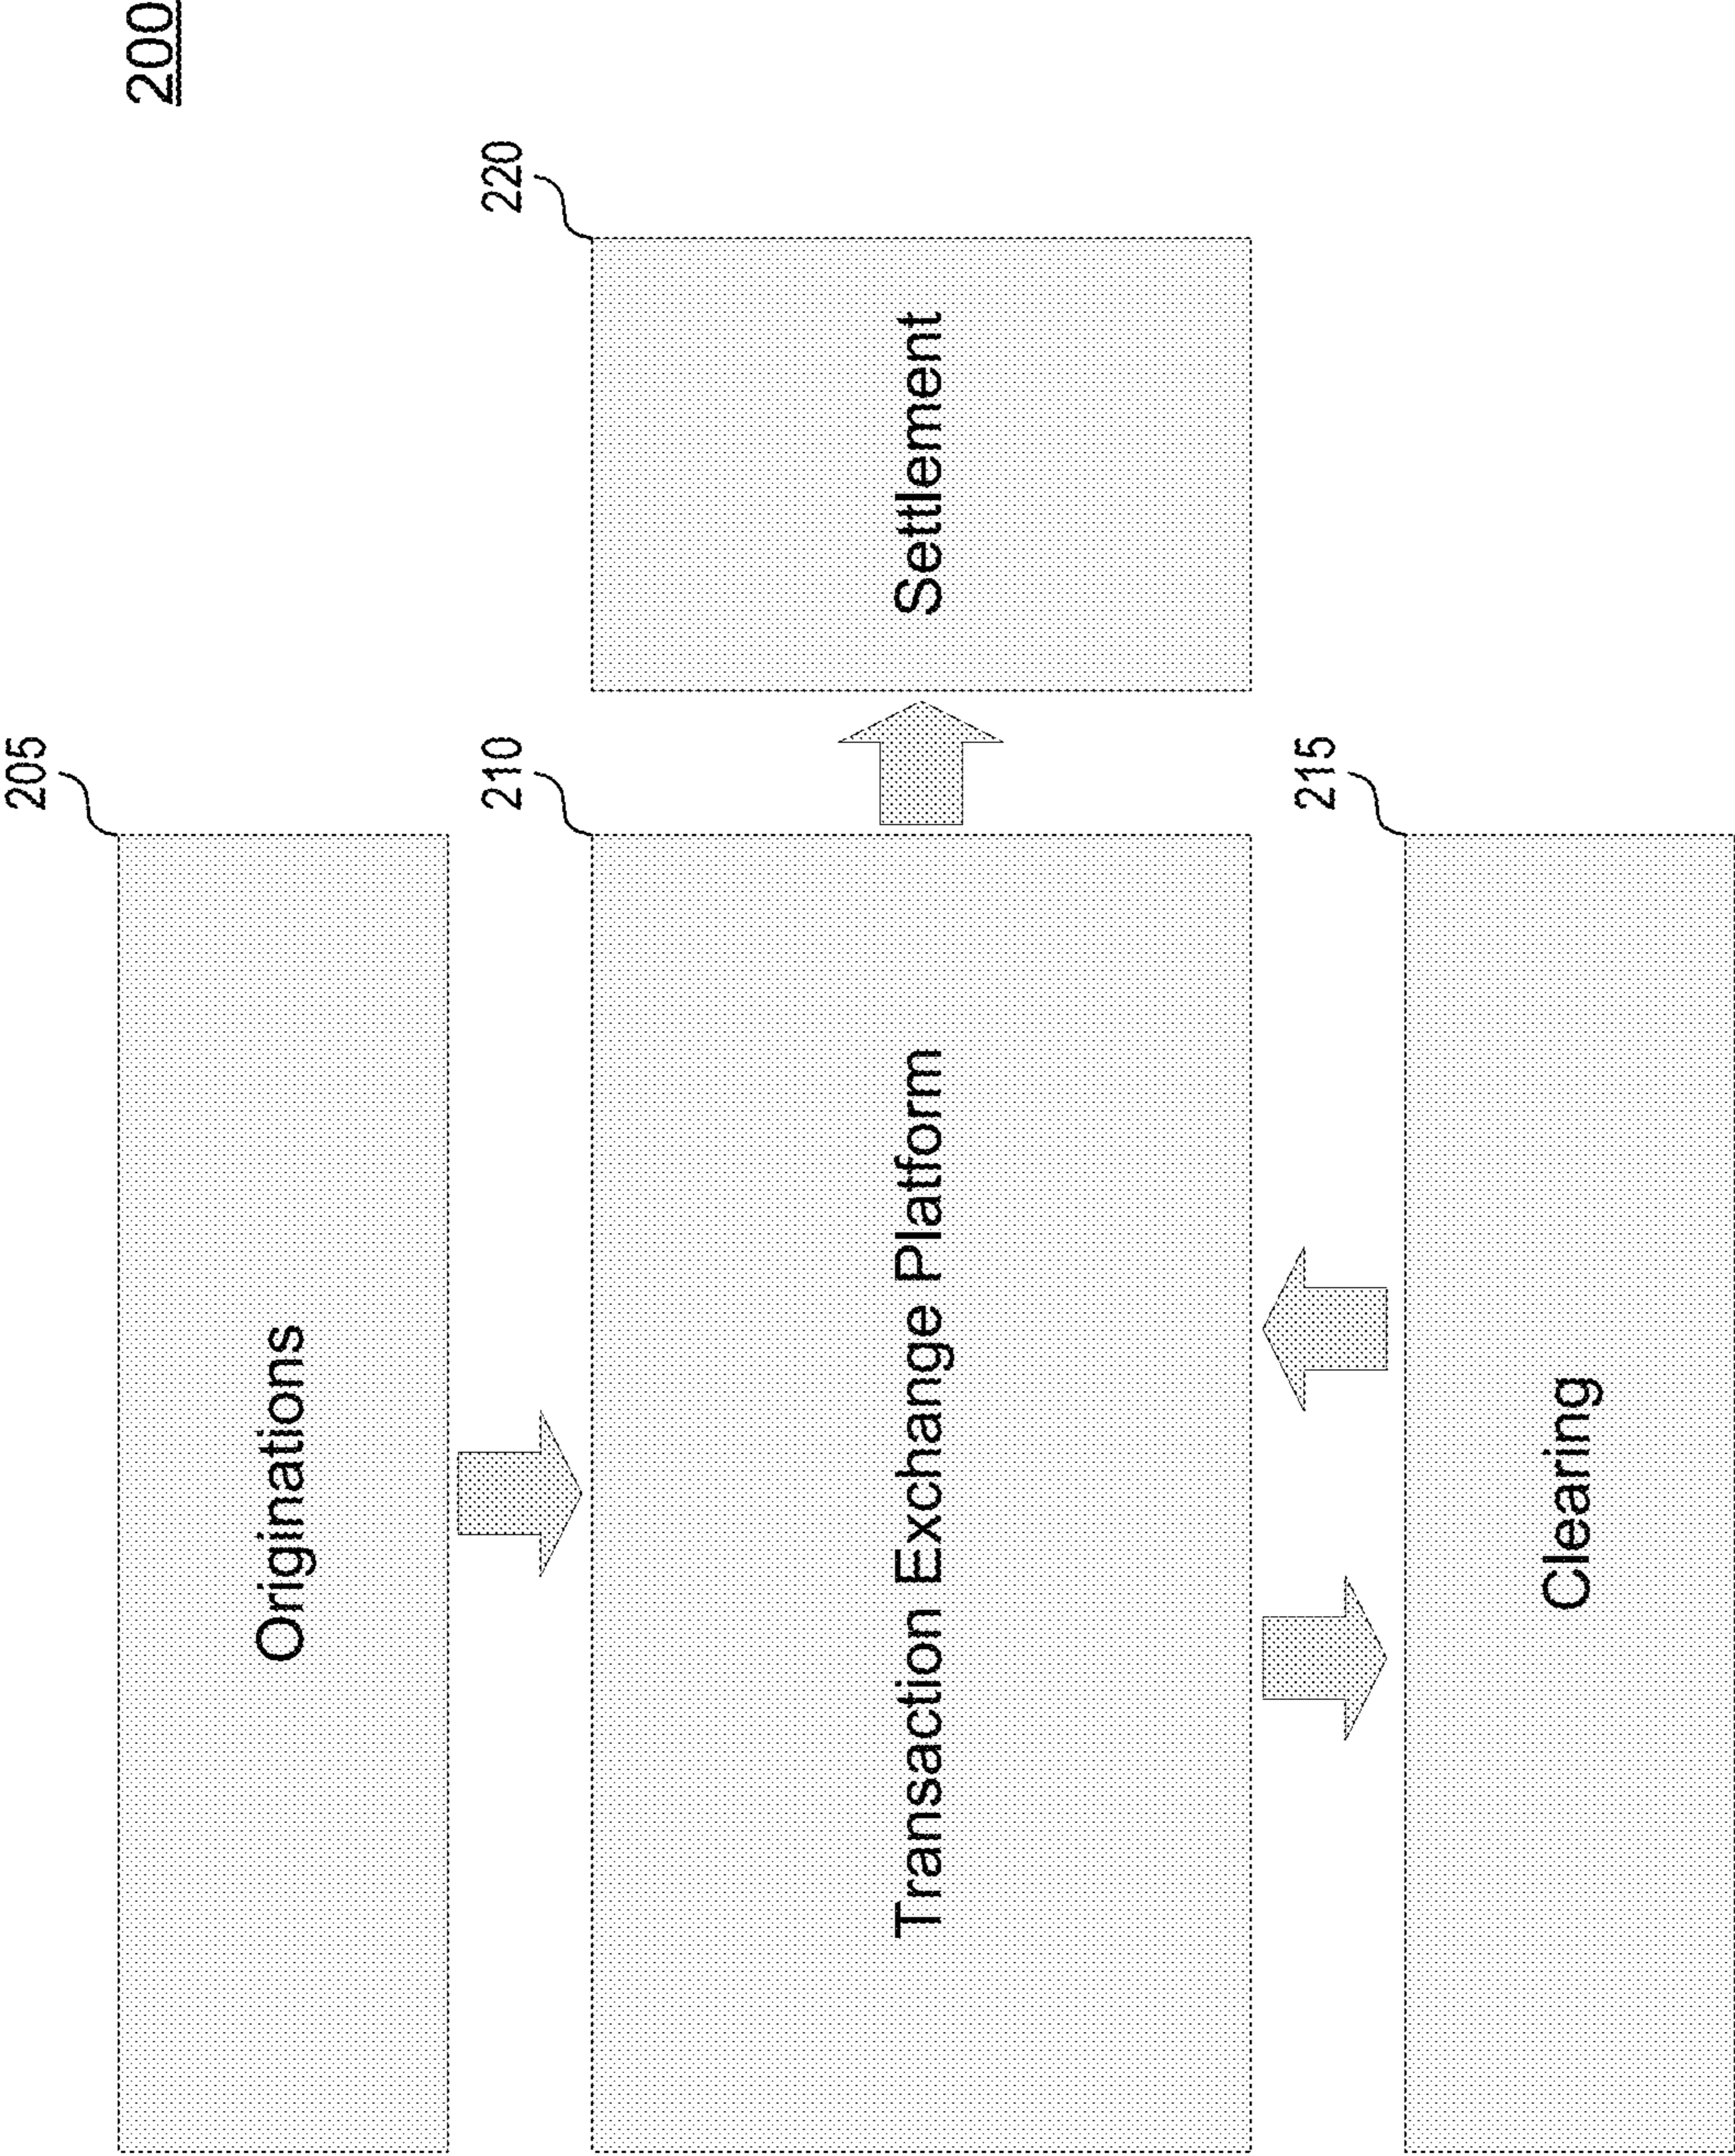 200
205
Originations
210
Transaction Exchange Platform
220
Settlement
215
Clearing